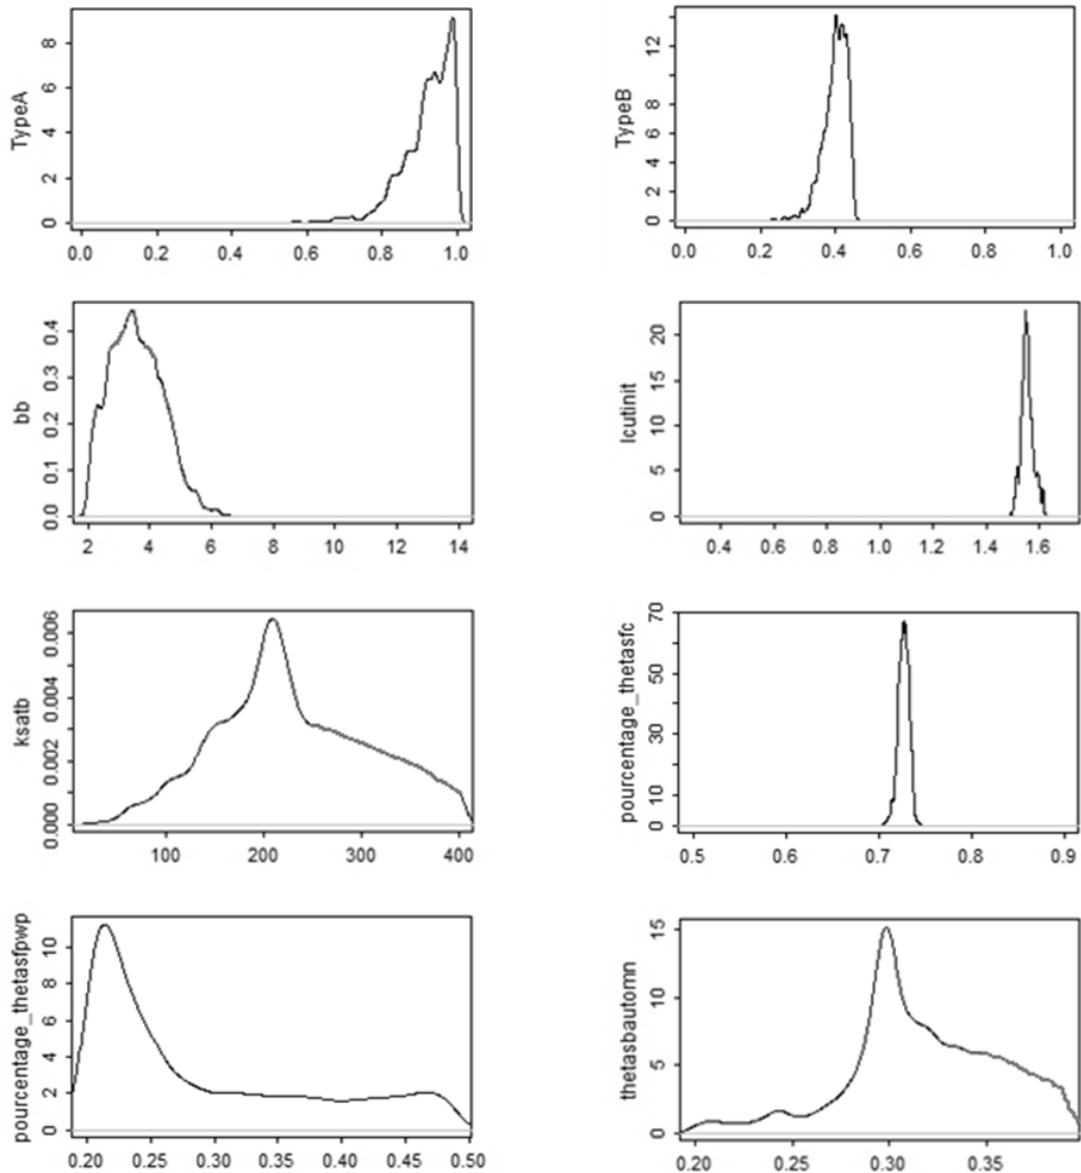 TypeA
0 2 4 6 8
0.0 0.2 0.4 0.6 0.8 1.0
TypeB
0 2 4 6 8 12
0.0 0.2 0.4 0.6 0.8 1.0
bb
0.0 0.1 0.2 0.3 0.4
2 4 6 8 10 12 14
lcutinit
0 5 10 15 20
0.4 0.6 0.8 1.0 1.2 1.4 1.6
ksatb
0.000 0.002 0.004 0.006
100 200 300 400
pourcentage_thetasfc
0 10 30 50 70
0.5 0.6 0.7 0.8 0.9
pourcentage_thetasfpwp
0 2 4 6 8 10
0.20 0.25 0.30 0.35 0.40 0.45 0.50
thetasbautomn
0 5 10 15
0.20 0.25 0.30 0.35